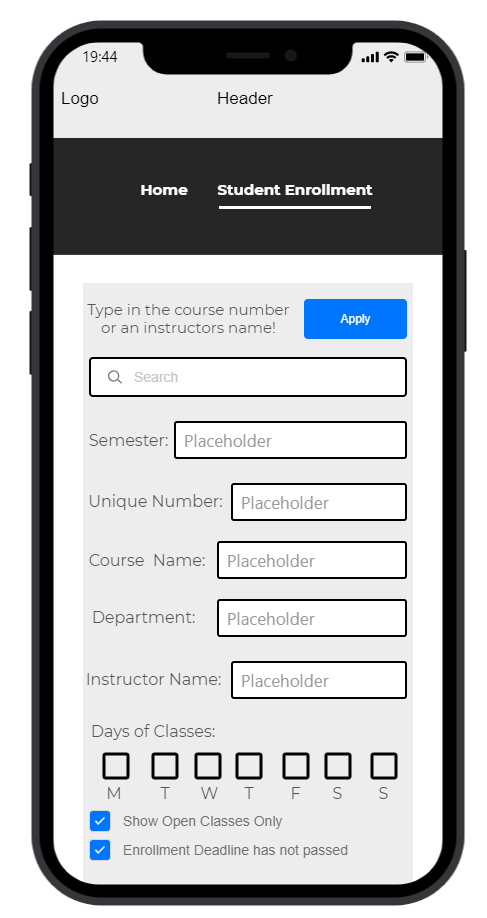 19:44
Logo Header
Home Student Enrollment
Type in the course number
or an instructors name!
Apply
Search
Semester: Placeholder
Unique Number: Placeholder
Course Name: Placeholder
Department: Placeholder
Instructor Name: Placeholder
Days of Classes:
M T W T F S S
Show Open Classes Only
Enrollment Deadline has not passed